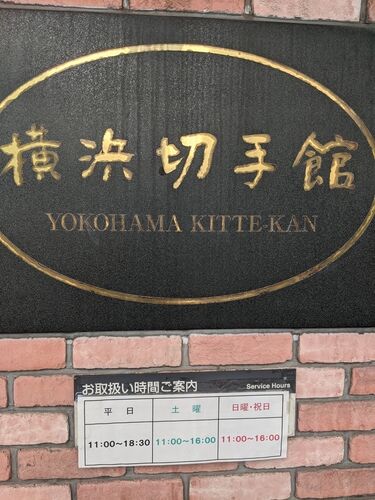 横浜切手館
YOKOHAMA KITTE-KAN
お取扱い時間ご案内 Service Hours
平日 土曜 日曜・祝日
11:00〜18:30 11:00〜16:00 11:00〜16:00